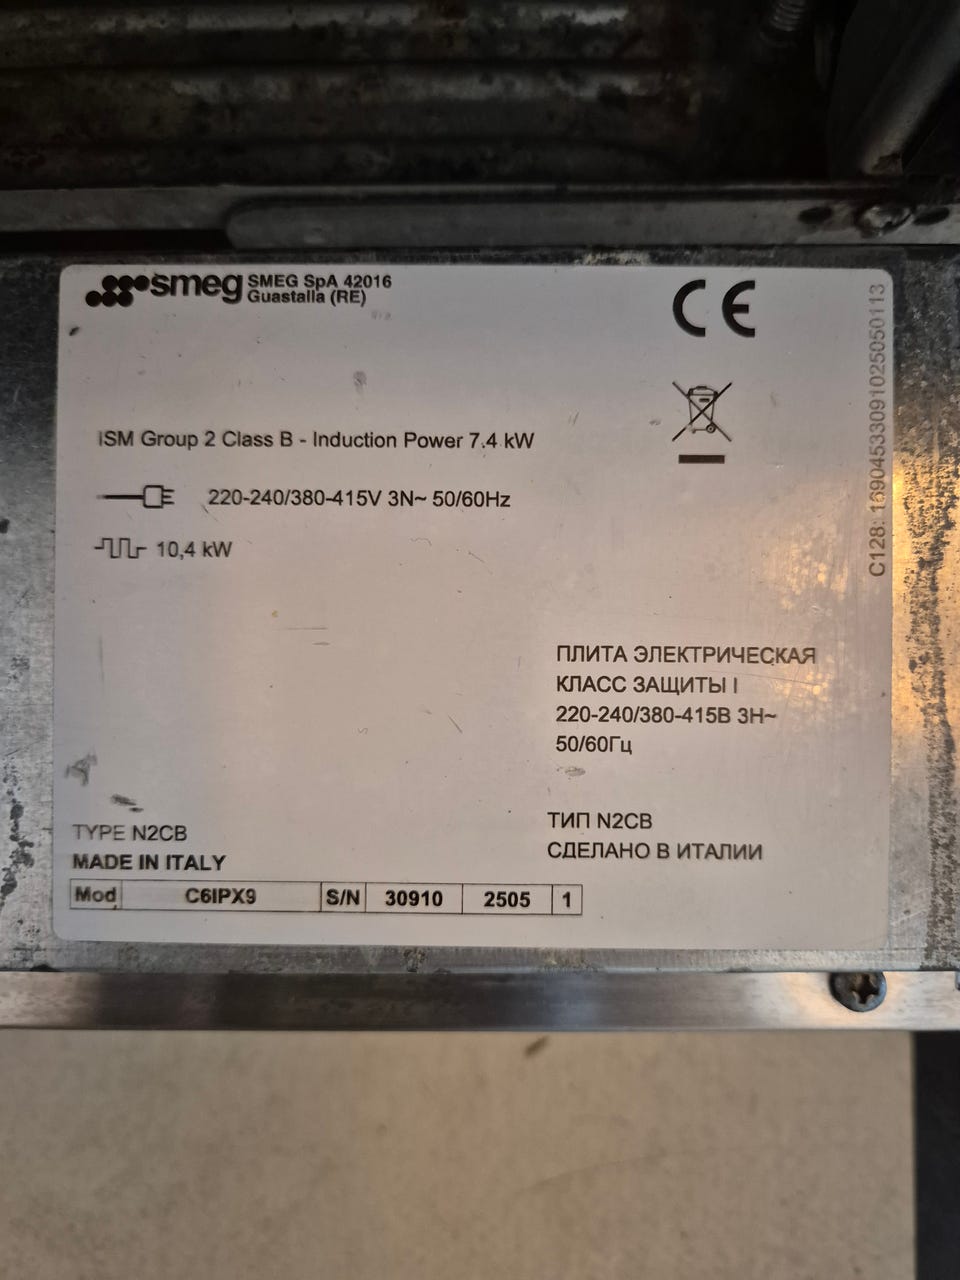 smeg SMEG SpA 42016
Guastalla (RE)
CE
ISM Group 2 Class B - Induction Power 7.4 kW
220-240/380-415V 3N~ 50/60Hz
10,4 kW
C128: 1690453309102505​0113
ПЛИТА ЭЛЕКТРИЧЕСКАЯ
КЛАСС ЗАЩИТЫ I
220-240/380-415В 3Н~
50/60Гц
TYPE N2CB
MADE IN ITALY
ТИП N2CB
СДЕЛАНО В ИТАЛИИ
Mod C6IPX9 S/N 30910 2505 1